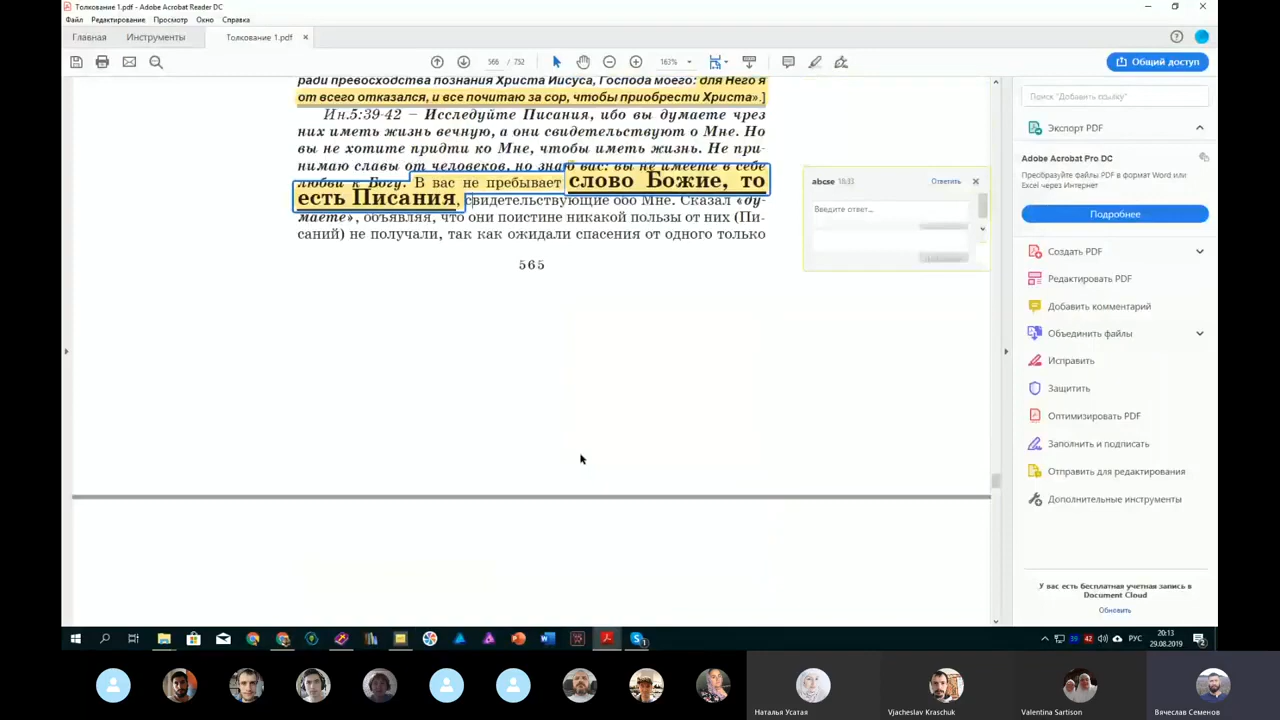 Толкование 1.pdf - Adobe Acrobat Reader DC
Файл Редактирование Просмотр Окно Справка
Главная Инструменты Толкование 1.pdf ×
566 / 752 163% Общий доступ
ради превосходства познания Христа Иисуса, Господа моего: для Него я
от всего отказался, и все почитаю за сор, чтобы приобрести Христа».]
Ин.5:39-42 – Исследуйте Писания, ибо вы думаете чрез
них иметь жизнь вечную, а они свидетельствуют о Мне. Но
вы не хотите придти ко Мне, чтобы иметь жизнь. Не при-
нимаю славы от человеков, но знаю вас: вы не имеете в себе
любви к Богу. В вас не пребывает слово Божие, то
есть Писания, свидетельствующие обо Мне. Сказал «ду-
маете», объявляя, что они поистине никакой пользы от них (Пи-
саний) не получали, так как ожидали спасения от одного только
565
abcse 16:33 Ответить
Введите ответ...
Поиск "Добавить ссылку"
Экспорт PDF
Adobe Acrobat Pro DC
Преобразуйте файлы PDF в формат Word или
Excel через Интернет
Подробнее
Создать PDF
Редактировать PDF
Добавить комментарий
Объединить файлы
Исправить
Защитить
Оптимизировать PDF
Заполнить и подписать
Отправить для редактирования
Дополнительные инструменты
У вас есть бесплатная учетная запись в
Document Cloud
Обновить
39 42 РУС 20:13
29.08.2019
Наталья Усатая Vjacheslav Kraschuk Valentina Sartison Вячеслав Семенов